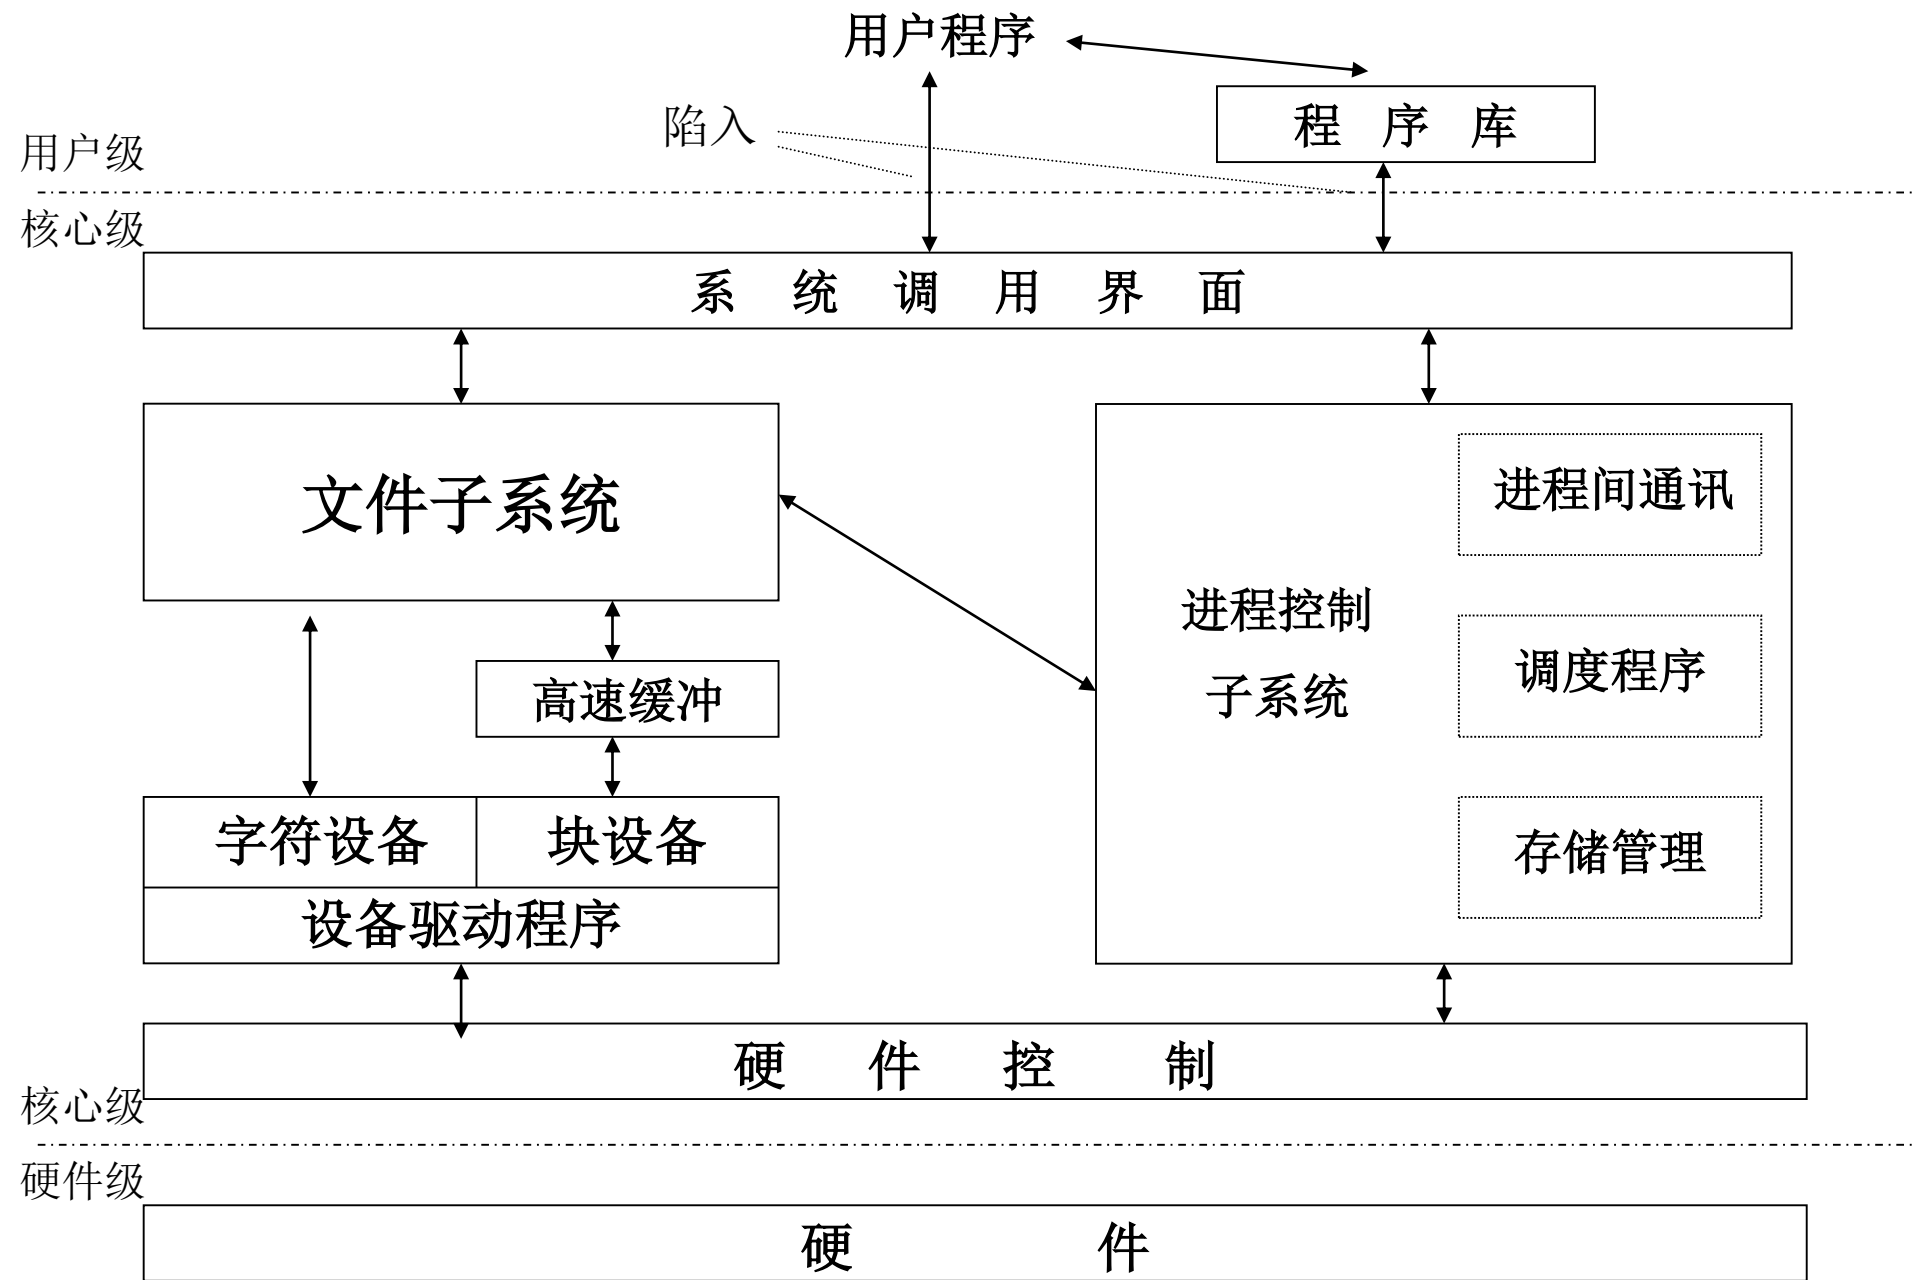 用户程序
陷入
程 序 库
用户级
核心级
系 统 调 用 界 面
文件子系统
进程间通讯
进程控制
子系统
调度程序
高速缓冲
字符设备
块设备
存储管理
设备驱动程序
硬 件 控 制
核心级
硬件级
硬 件